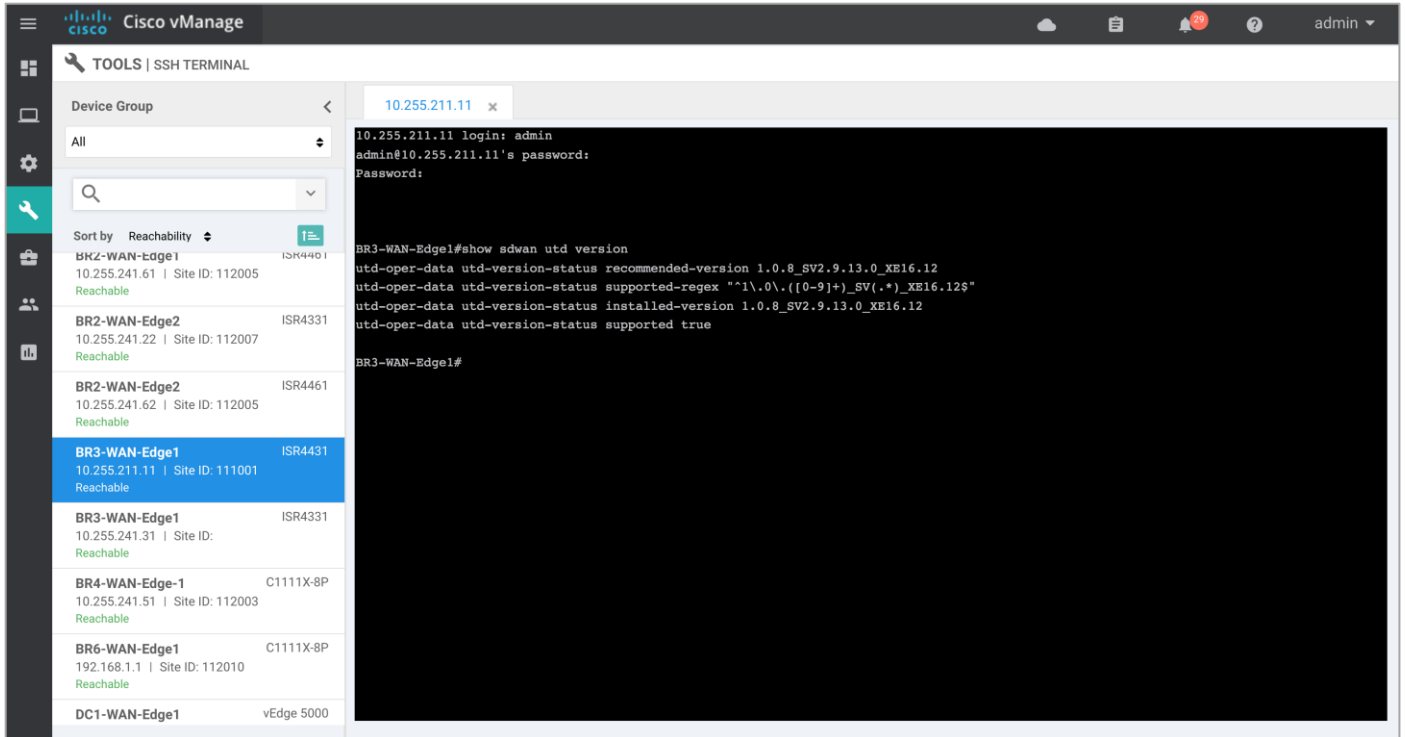 cisco Cisco vManage 29 admin
TOOLS | SSH TERMINAL
Device Group
All
Sort by Reachability
BR2-WAN-Edge1 ISR4461
10.255.241.61 | Site ID: 112005
Reachable
BR2-WAN-Edge2 ISR4331
10.255.241.22 | Site ID: 112007
Reachable
BR2-WAN-Edge2 ISR4461
10.255.241.62 | Site ID: 112005
Reachable
BR3-WAN-Edge1 ISR4431
10.255.211.11 | Site ID: 111001
Reachable
BR3-WAN-Edge1 ISR4331
10.255.241.31 | Site ID:
Reachable
BR4-WAN-Edge-1 C1111X-8P
10.255.241.51 | Site ID: 112003
Reachable
BR6-WAN-Edge1 C1111X-8P
192.168.1.1 | Site ID: 112010
Reachable
DC1-WAN-Edge1 vEdge 5000
10.255.211.11 ×
10.255.211.11 login: admin
admin@10.255.211.11's password:
Password:
BR3-WAN-Edge1#show sdwan utd version
utd-oper-data utd-version-status recommended-version 1.0.8_SV2.9.13.0_XE16.12
utd-oper-data utd-version-status supported-regex "^1\.0\.([0-9]+)_SV(.*)_XE16.12$"
utd-oper-data utd-version-status installed-version 1.0.8_SV2.9.13.0_XE16.12
utd-oper-data utd-version-status supported true
BR3-WAN-Edge1#